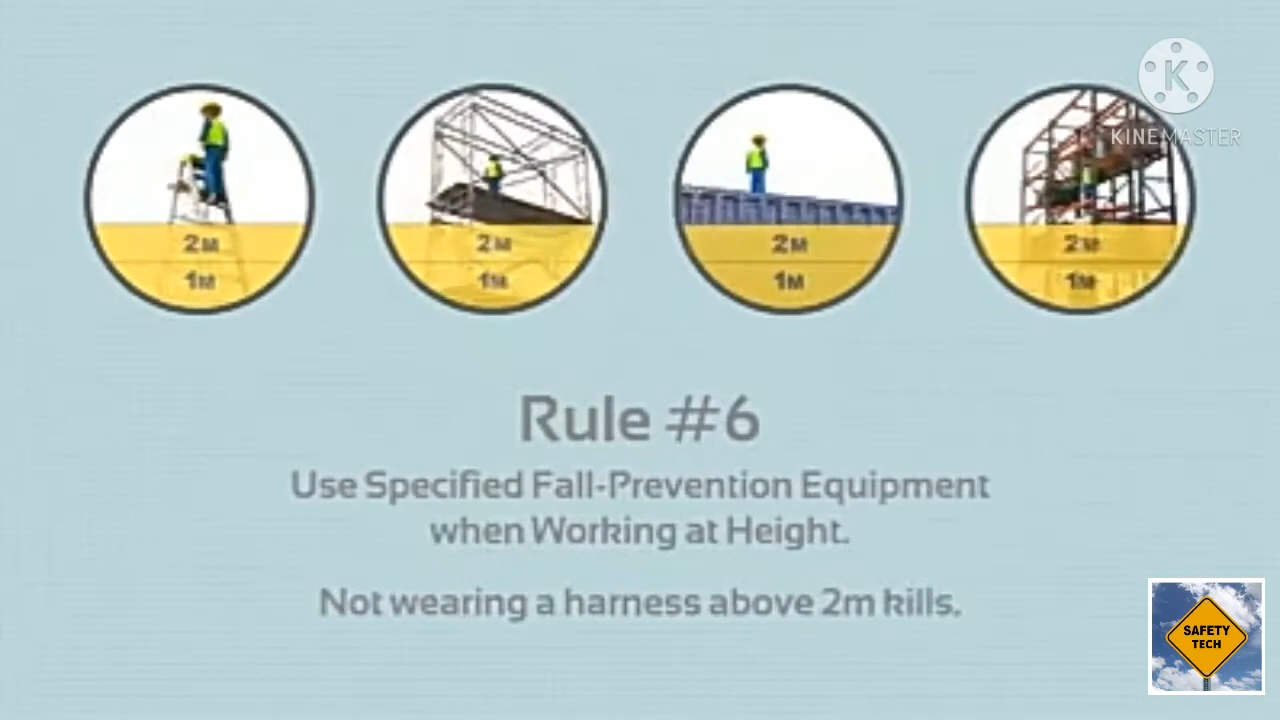 KINEMASTER
2M 2M 2M 2M
1M 1M 1M 1M
Rule #6
Use Specified Fall-Prevention Equipment
when Working at Height.
Not wearing a harness above 2m kills.
SAFETY
TECH